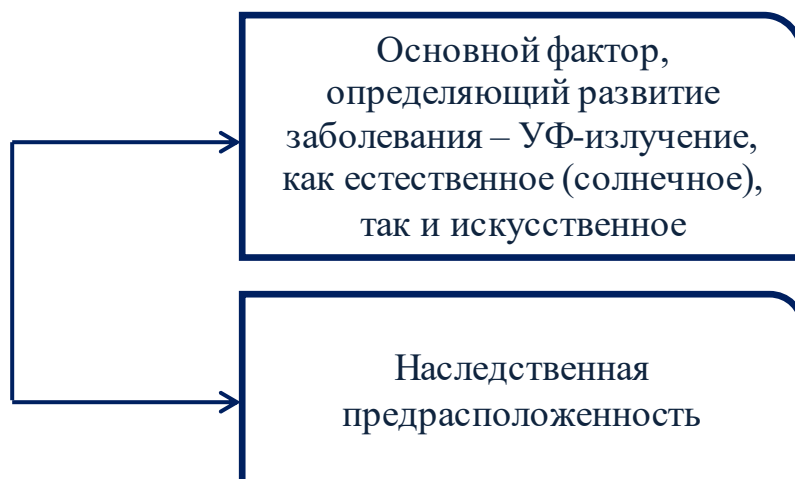 Основной фактор,
определяющий развитие
заболевания – УФ-излучение,
как естественное (солнечное),
так и искусственное
Наследственная
предрасположенность